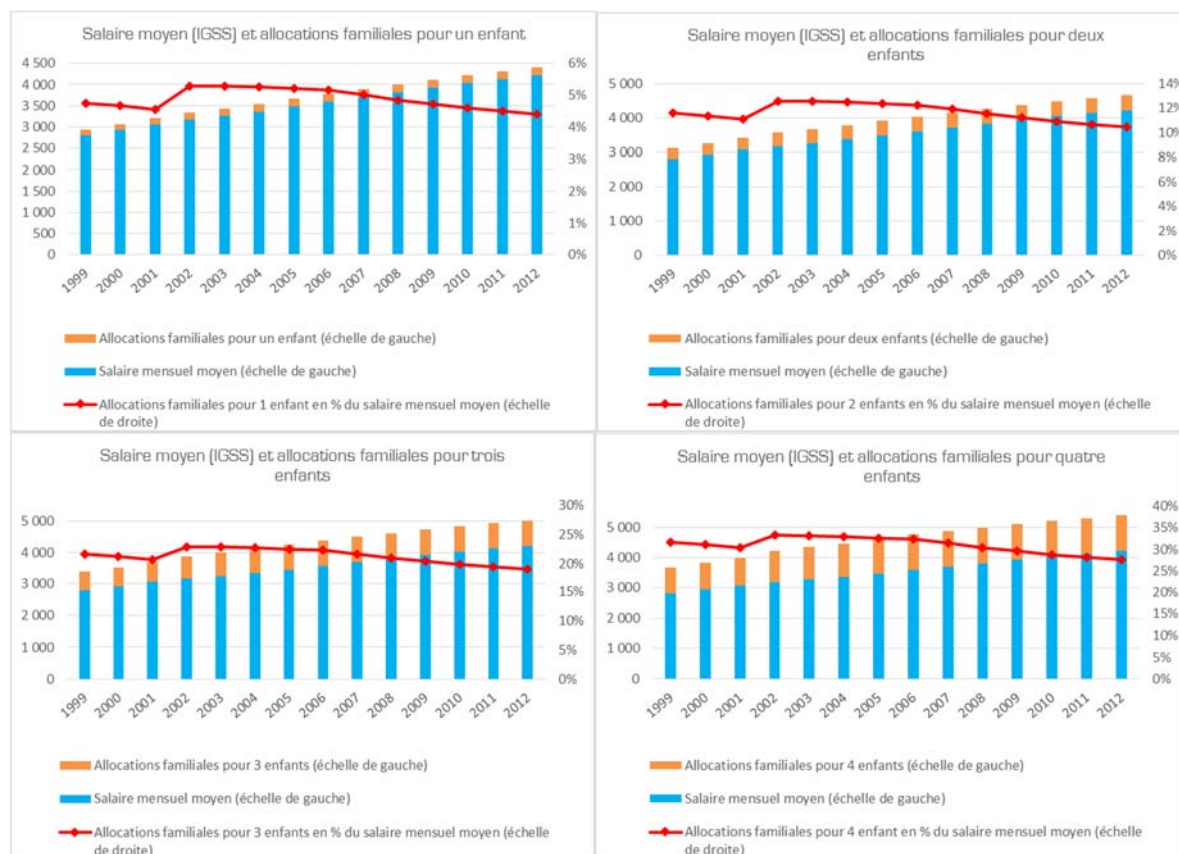 Salaire moyen (IGSS) et allocations familiales pour un enfant
4 500
4 000
3 500
3 000
2 500
2 000
1 500
1 000
500
0
6%
5%
4%
3%
2%
1%
0%
1999 2000 2001 2002 2003 2004 2005 2006 2007 2008 2009 2010 2011 2012
Allocations familiales pour un enfant (échelle de gauche)
Salaire mensuel moyen (échelle de gauche)
Allocations familiales pour 1 enfant en % du salaire mensuel moyen (échelle
de droite)
Salaire moyen (IGSS) et allocations familiales pour deux
enfants
5 000
4 000
3 000
2 000
1 000
0
14%
12%
10%
8%
6%
4%
2%
0%
1999 2000 2001 2002 2003 2004 2005 2006 2007 2008 2009 2010 2011 2012
Allocations familiales pour deux enfants (échelle de gauche)
Salaire mensuel moyen (échelle de gauche)
Allocations familiales pour 2 enfants en % du salaire mensuel moyen (échelle
de droite)
Salaire moyen (IGSS) et allocations familiales pour trois
enfants
5 000
4 000
3 000
2 000
1 000
0
30%
25%
20%
15%
10%
5%
0%
1999 2000 2001 2002 2003 2004 2005 2006 2007 2008 2009 2010 2011 2012
Allocations familiales pour 3 enfants (échelle de gauche)
Salaire mensuel moyen (échelle de gauche)
Allocations familiales pour 3 enfants en % du salaire mensuel moyen (échelle
de droite)
Salaire moyen (IGSS) et allocations familiales pour quatre
enfants
5 000
4 000
3 000
2 000
1 000
0
40%
35%
30%
25%
20%
15%
10%
5%
0%
1999 2000 2001 2002 2003 2004 2005 2006 2007 2008 2009 2010 2011 2012
Allocations familiales pour 4 enfants (échelle de gauche)
Salaire mensuel moyen (échelle de gauche)
Allocations familiales pour 4 enfant en % du salaire mensuel moyen (échelle
de droite)